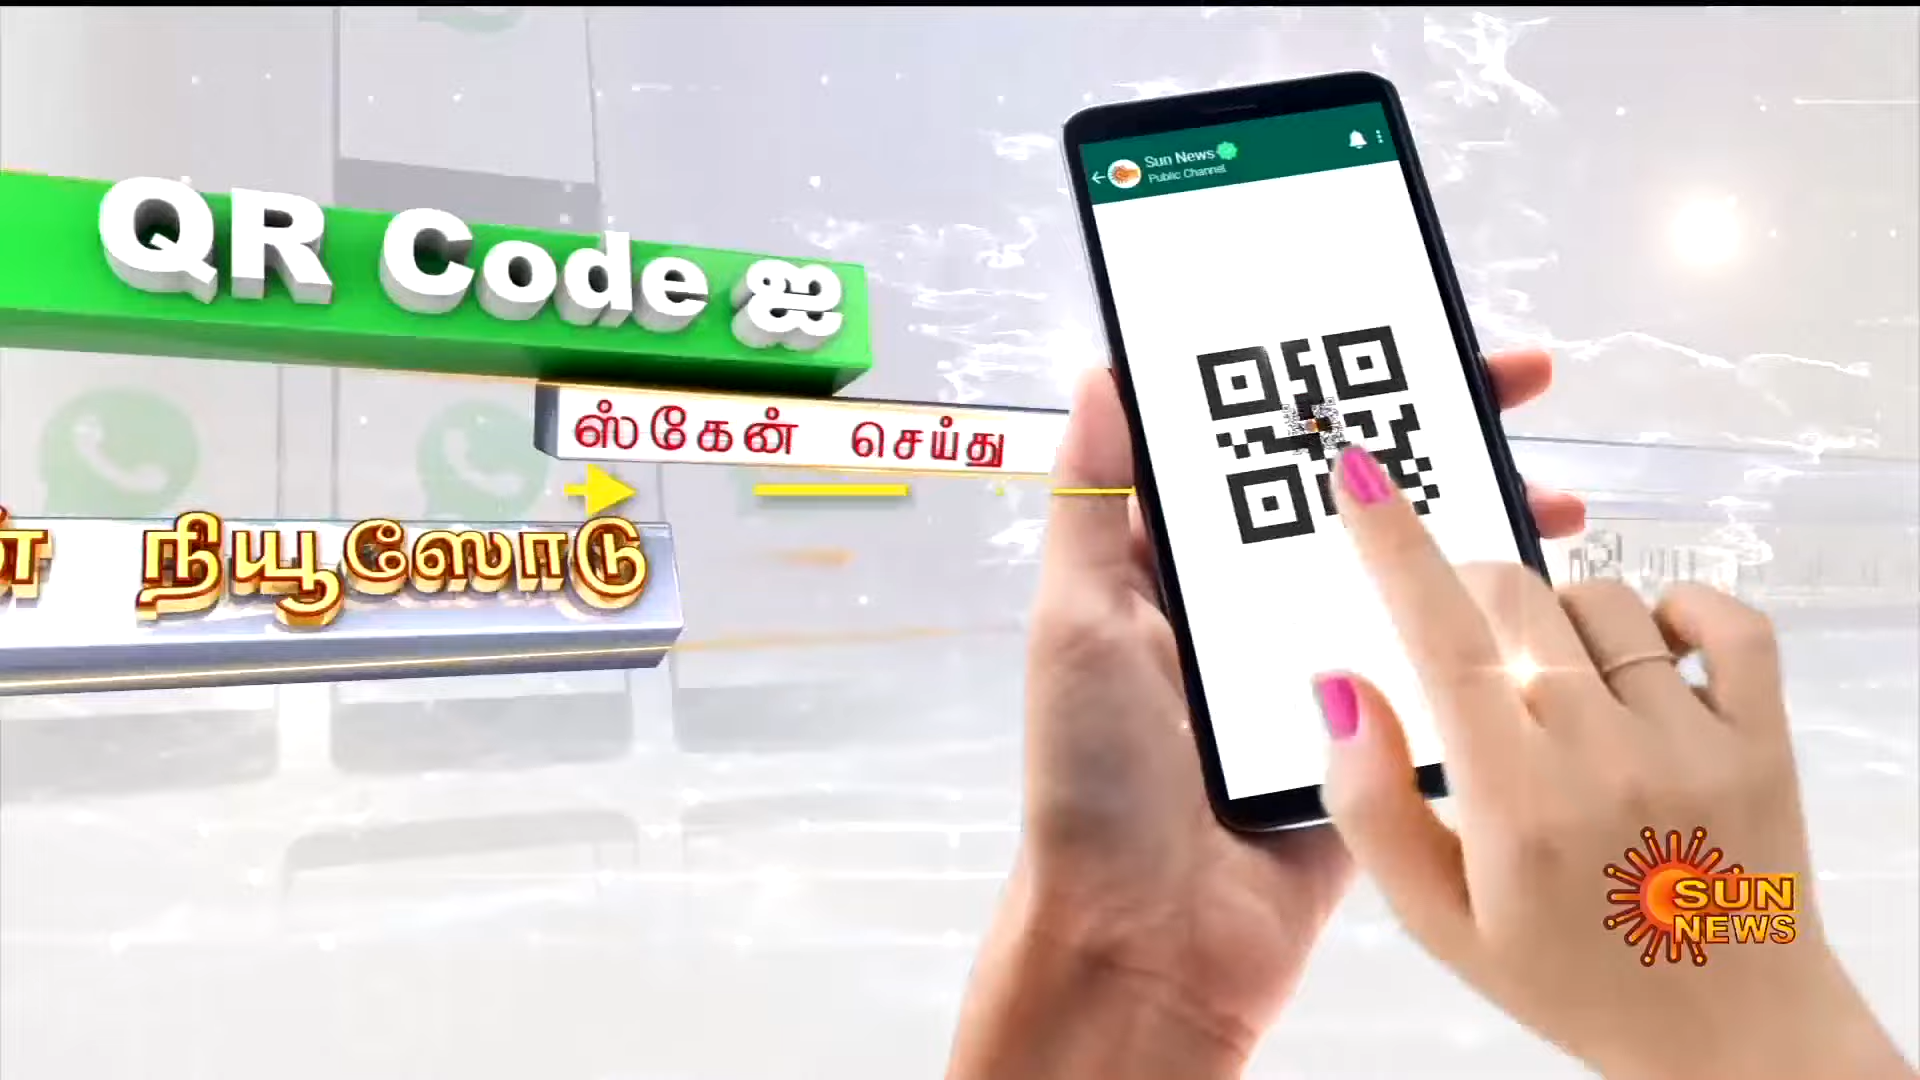 QR Code ஐ
ஸ்கேன் செய்து
நியூஸோடு
Sun News
Public Channel
SUN
NEWS